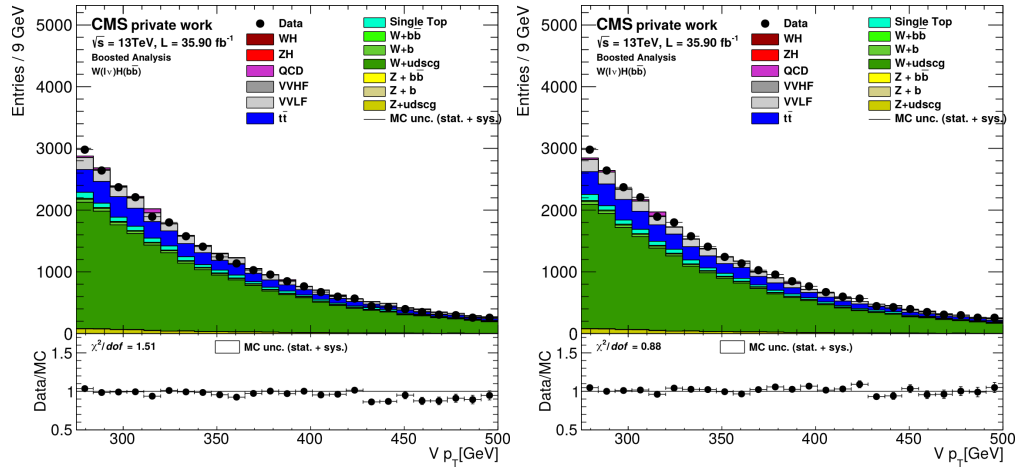 CMS private work
√s = 13TeV, L = 35.90 fb⁻¹
Boosted Analysis
W(lν)H(bb̅)
Data
WH
ZH
QCD
VVHF
VVLF
tt̅
Single Top
W+bb̅
W+b
W+udscg
Z + bb̅
Z + b
Z+udscg
MC unc. (stat. + sys.)
Entries / 9 GeV
5000
4000
3000
2000
1000
0
χ²/dof = 1.51
MC unc. (stat. + sys.)
Data/MC
1.5
1
0.5
300
350
400
450
500
V p_T[GeV]
CMS private work
√s = 13TeV, L = 35.90 fb⁻¹
Boosted Analysis
W(lν)H(bb̅)
Data
WH
ZH
QCD
VVHF
VVLF
tt̅
Single Top
W+bb̅
W+b
W+udscg
Z + bb̅
Z + b
Z+udscg
MC unc. (stat. + sys.)
Entries / 9 GeV
5000
4000
3000
2000
1000
0
χ²/dof = 0.88
MC unc. (stat. + sys.)
Data/MC
1.5
1
0.5
300
350
400
450
500
V p_T[GeV]